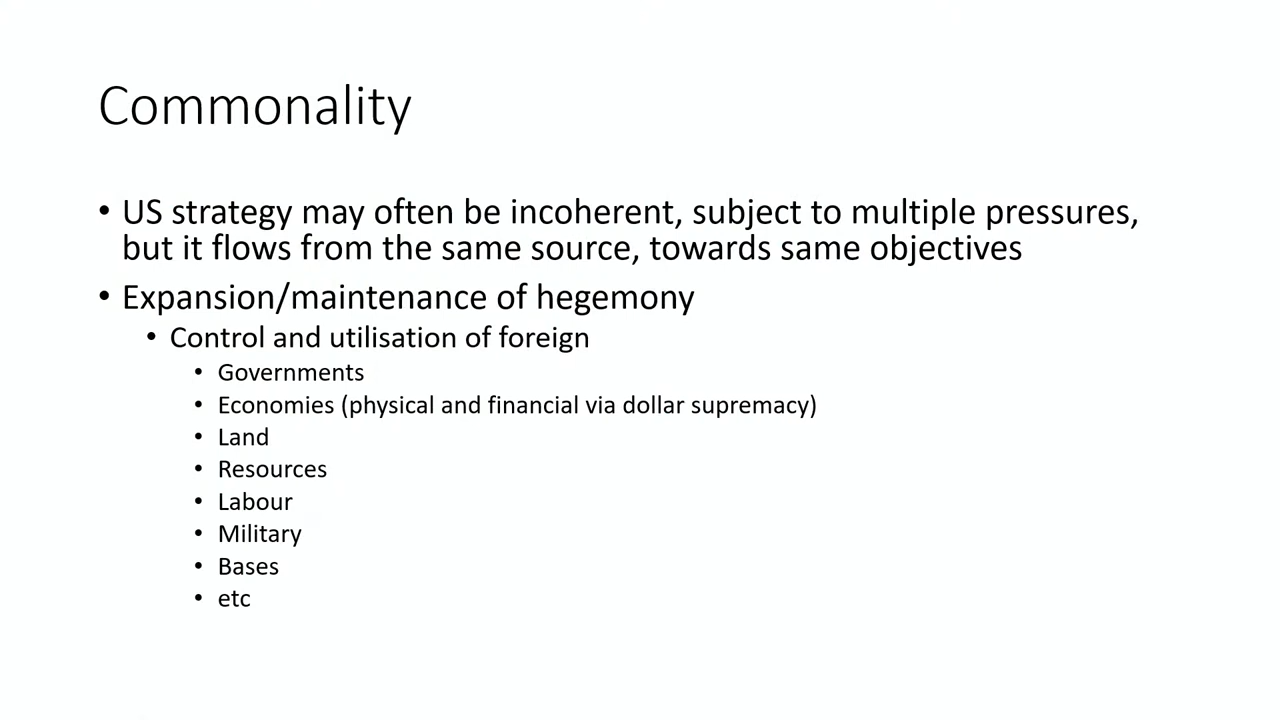 Commonality
• US strategy may often be incoherent, subject to multiple pressures,
but it flows from the same source, towards same objectives
• Expansion/maintenance of hegemony
• Control and utilisation of foreign
• Governments
• Economies (physical and financial via dollar supremacy)
• Land
• Resources
• Labour
• Military
• Bases
• etc